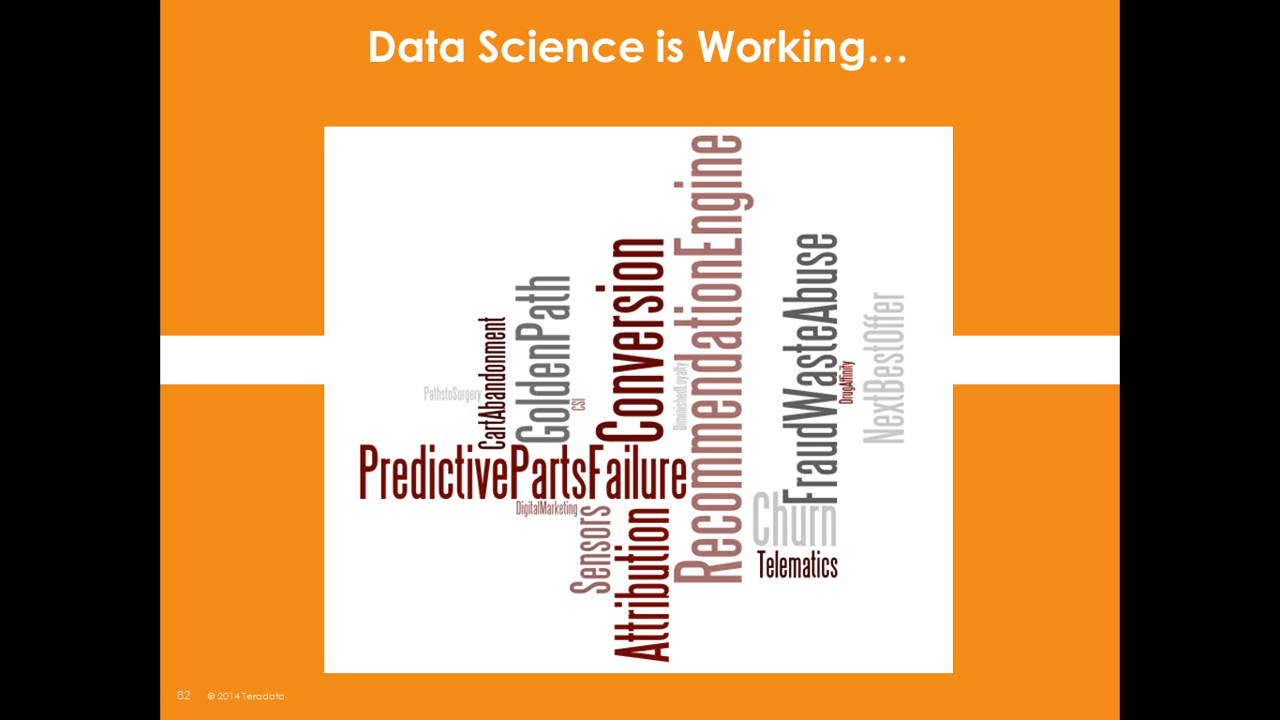 Data Science is Working...
PathstoSurgery
CartAbandonment
GoldenPath
CSI
Conversion
DiminishedLoyalty
RecommendationEngine
FraudWasteAbuse
DrugAffinity
NextBestOffer
PredictivePartsFailure
DigitalMarketing
Sensors
Attribution
Churn
Telematics
82 © 2014 Teradata